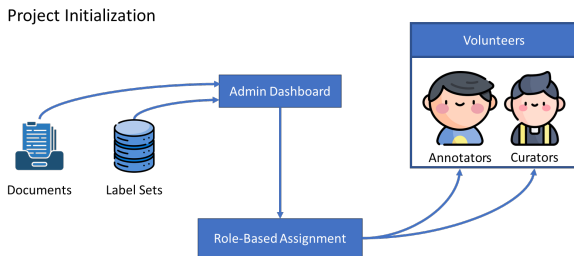 Project Initialization
Volunteers
Admin Dashboard
Annotators
Curators
Documents
Label Sets
Role-Based Assignment